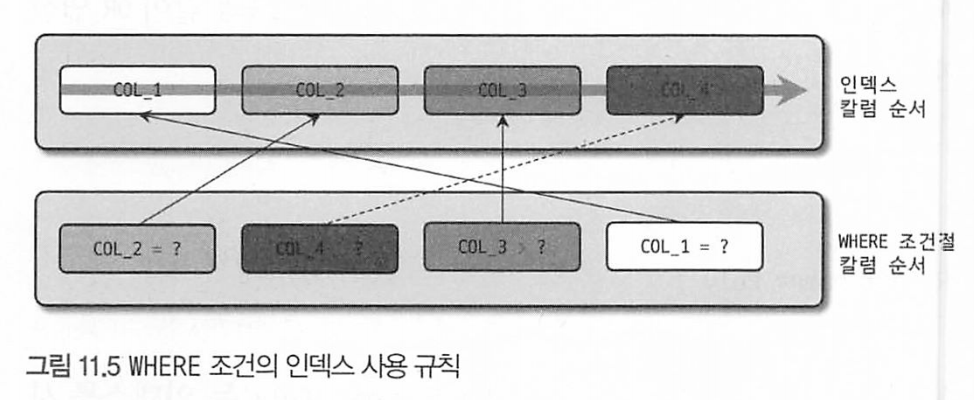 COL_1 COL_2 COL_3 COL_4
인덱스
칼럼 순서
COL_2 = ? COL_4 ? COL_3 > ? COL_1 = ?
WHERE 조건절
칼럼 순서
그림 11.5 WHERE 조건의 인덱스 사용 규칙